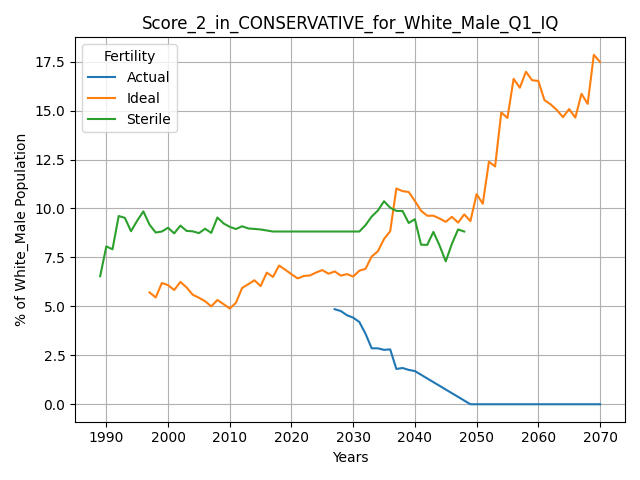 Score_2_in_CONSERVATIVE_for_White_Male_Q1_IQ
Fertility
Actual
Ideal
Sterile
% of White_Male Population
17.5
15.0
12.5
10.0
7.5
5.0
2.5
0.0
1990 2000 2010 2020 2030 2040 2050 2060 2070
Years